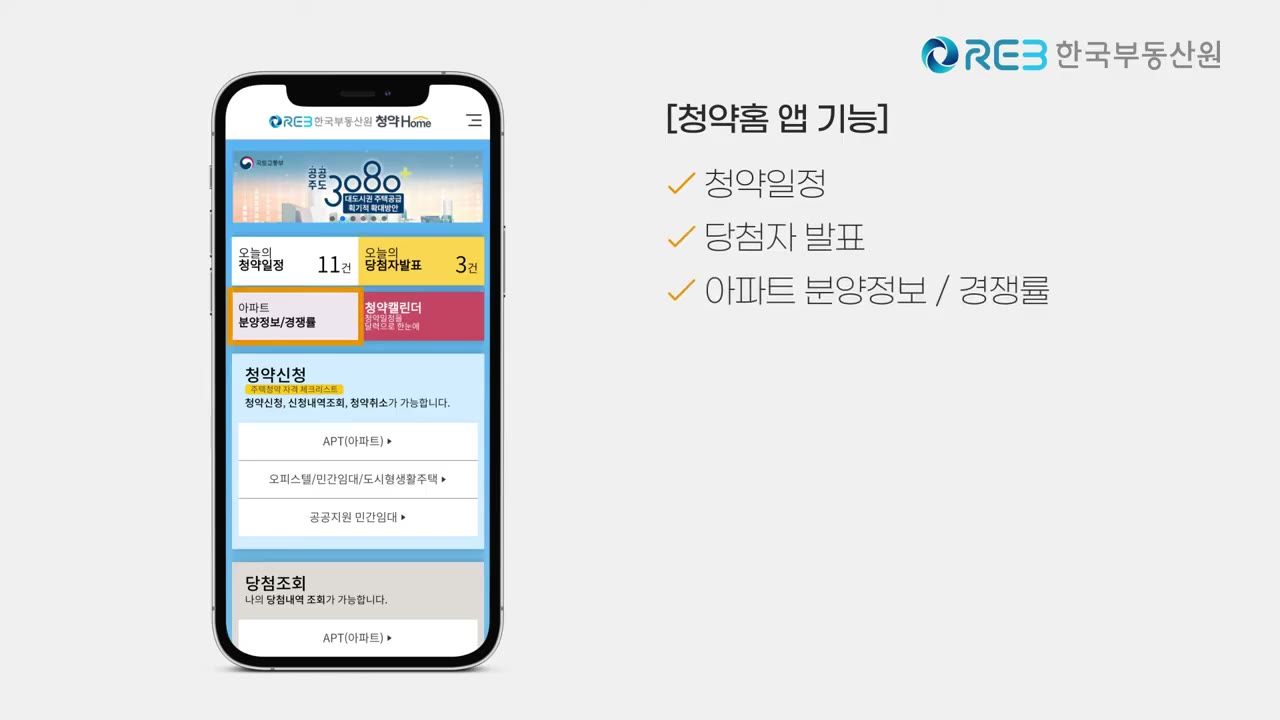 REB 한국부동산원
[청약홈 앱 기능]
청약일정
당첨자 발표
아파트 분양정보 / 경쟁률
REB 한국부동산원 청약Home
국토교통부
공공
주도
3080+
대도시권 주택공급
획기적 확대방안
오늘의
청약일정
11건
오늘의
당첨자발표
3건
아파트
분양정보/경쟁률
청약캘린더
청약일정을
달력으로 한눈에
청약신청
주택청약 자격 체크리스트
청약신청, 신청내역조회, 청약취소가 가능합니다.
APT(아파트)
오피스텔/민간임대/도시형생활주택
공공지원 민간임대
당첨조회
나의 당첨내역 조회가 가능합니다.
APT(아파트)